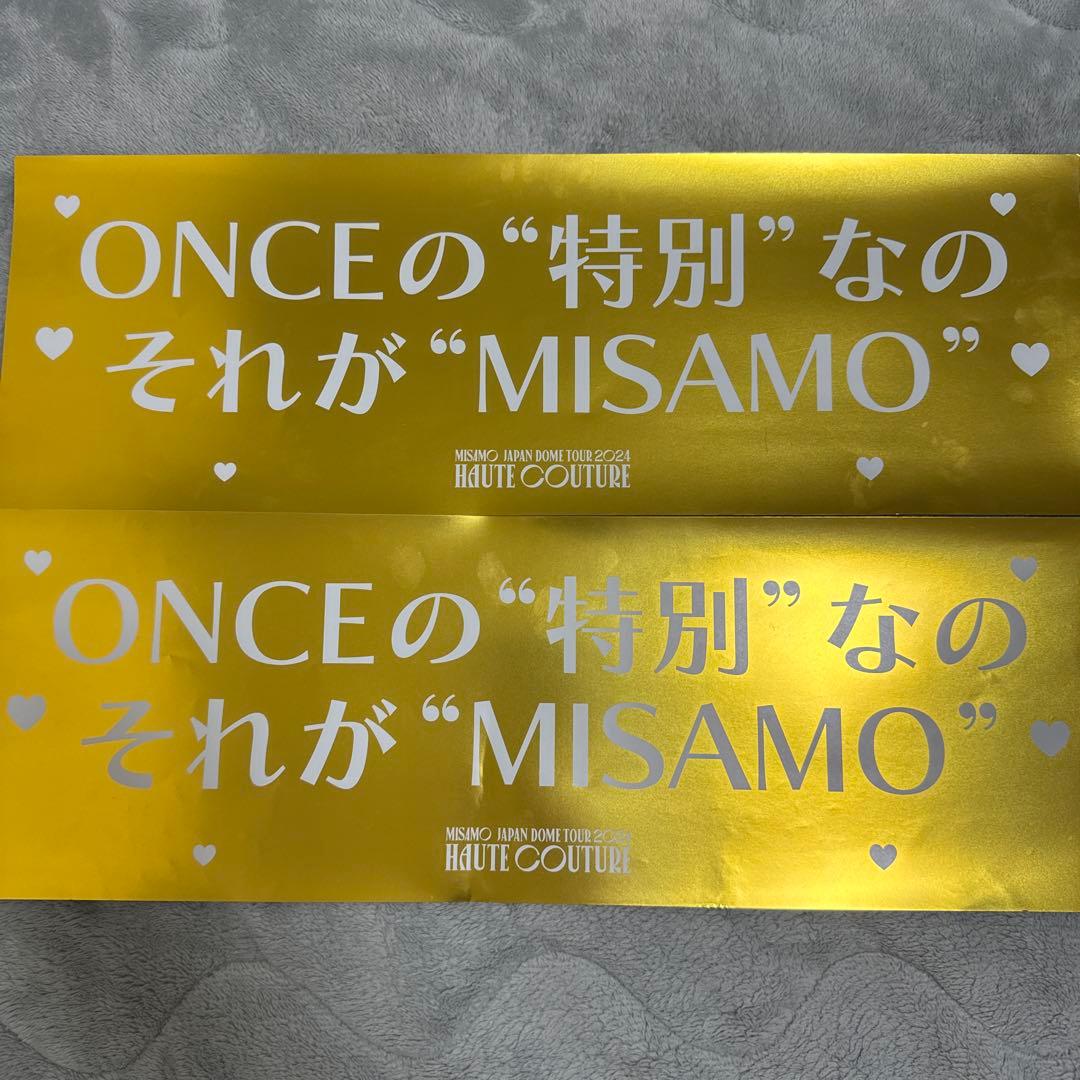 ONCEの“特別”なの
それが“MISAMO”
MISAMO JAPAN DOME TOUR 2024
HAUTE COUTURE
ONCEの“特別”なの
それが“MISAMO”
MISAMO JAPAN DOME TOUR 2024
HAUTE COUTURE